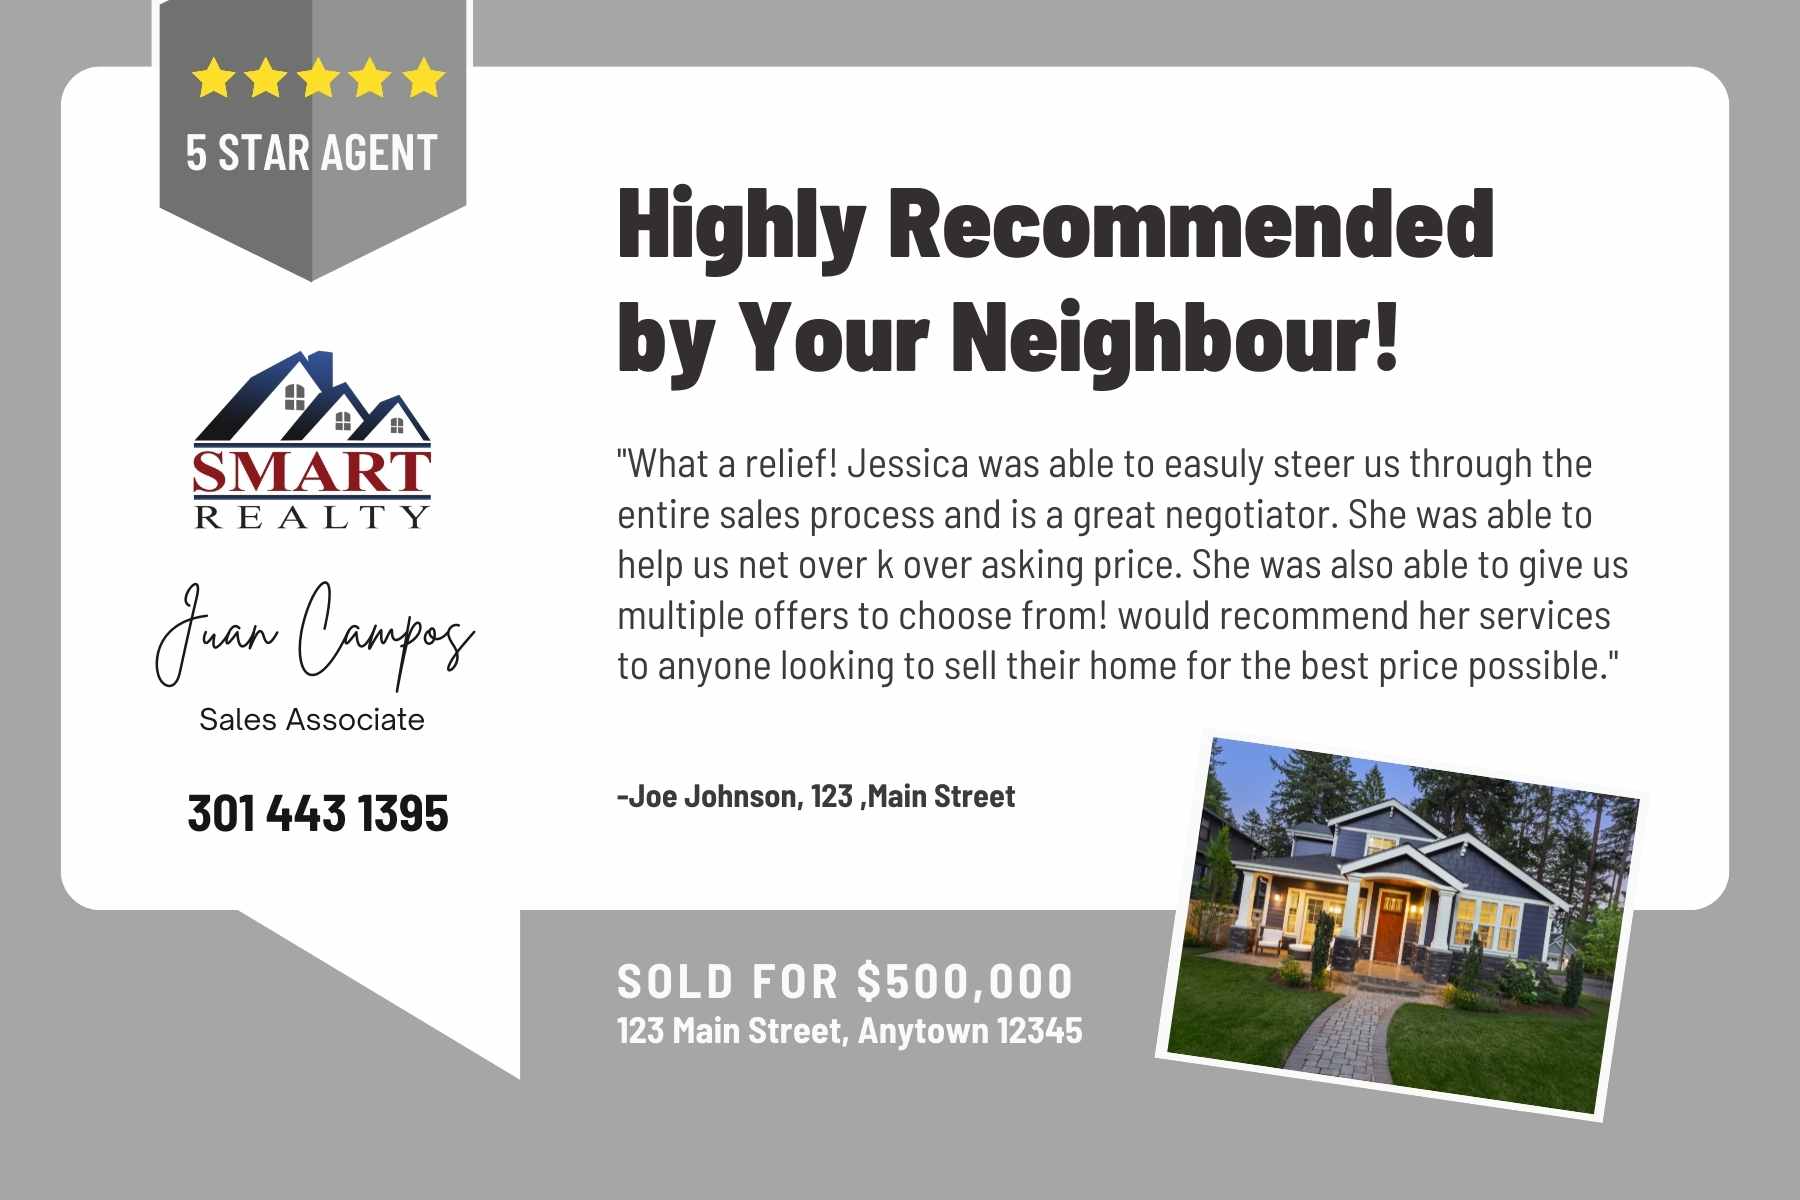 5 STAR AGENT
SMART
REALTY
Juan Campos
Sales Associate
301 443 1395
Highly Recommended
by Your Neighbour!
"What a relief! Jessica was able to easuly steer us through the
entire sales process and is a great negotiator. She was able to
help us net over k over asking price. She was also able to give us
multiple offers to choose from! would recommend her services
to anyone looking to sell their home for the best price possible."
-Joe Johnson, 123 ,Main Street
SOLD FOR $500,000
123 Main Street, Anytown 12345